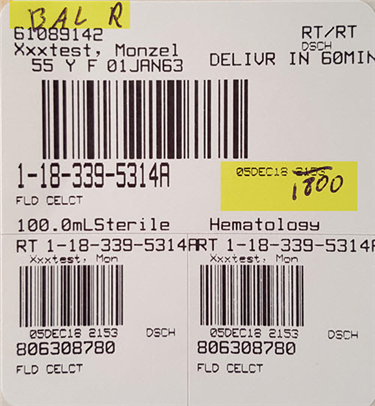 BAL R
61089142 RT/RT
Xxxtest, Monzel DSCH
55 Y F 01JAN63 DELIVR IN 60MIN
1-18-339-5314A
05DEC18 2153
1800
FLD CELCT
100.0mLSterile Hematology
RT 1-18-339-5314A RT 1-18-339-5314A
Xxxtest, Mon Xxxtest, Mon
05DEC18 2153 DSCH 05DEC18 2153 DSCH
806308780 806308780
FLD CELCT FLD CELCT